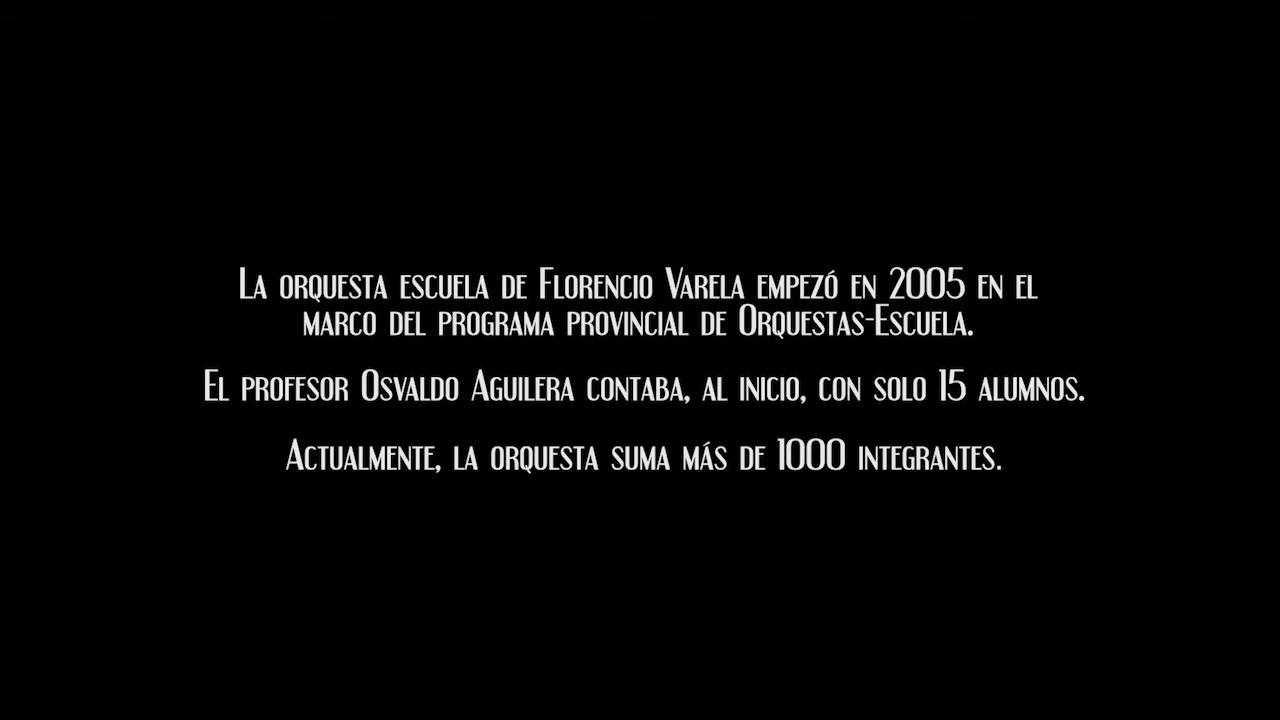 La orquesta escuela de Florencio Varela empezó en 2005 en el
marco del programa provincial de Orquestas-Escuela.
El profesor Osvaldo Aguilera contaba, al inicio, con solo 15 alumnos.
Actualmente, la orquesta suma más de 1000 integrantes.